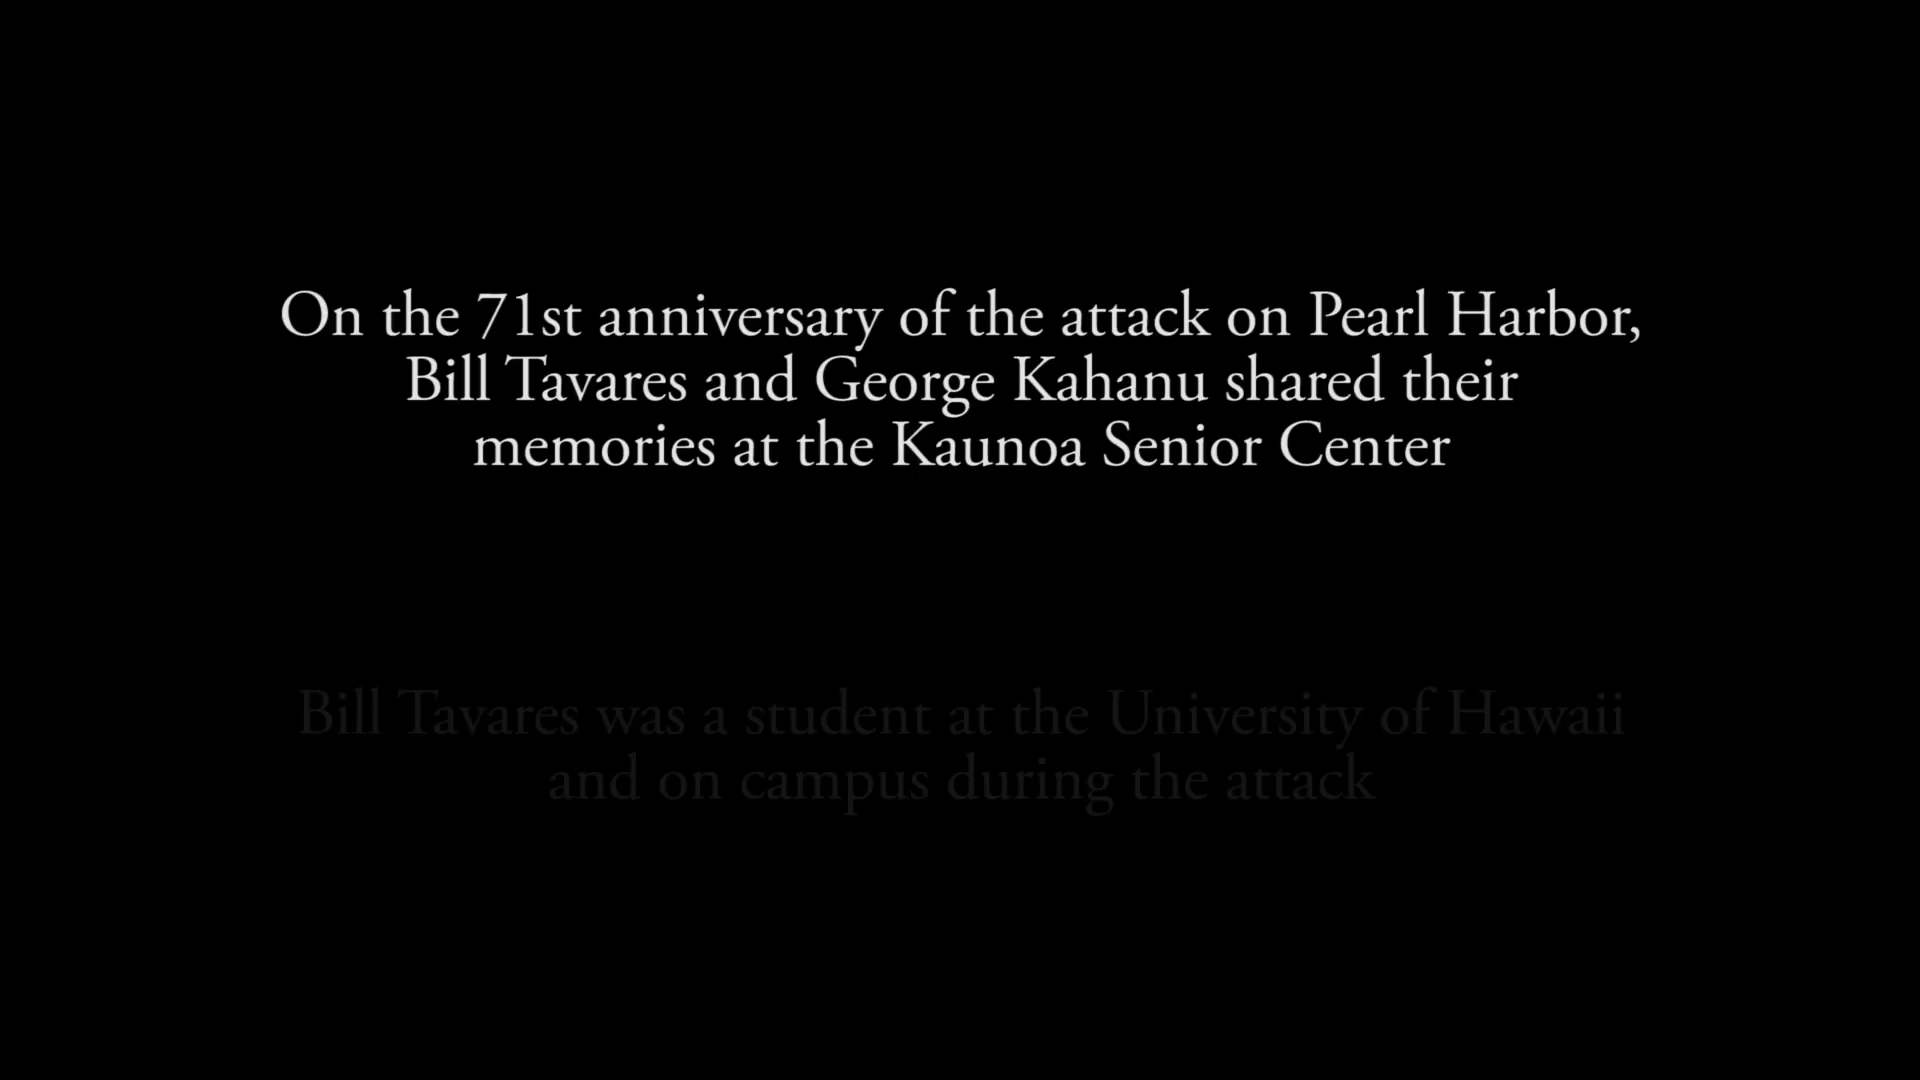 On the 71st anniversary of the attack on Pearl Harbor,
Bill Tavares and George Kahanu shared their
memories at the Kaunoa Senior Center
Bill Tavares was a student at the University of Hawaii
and on campus during the attack